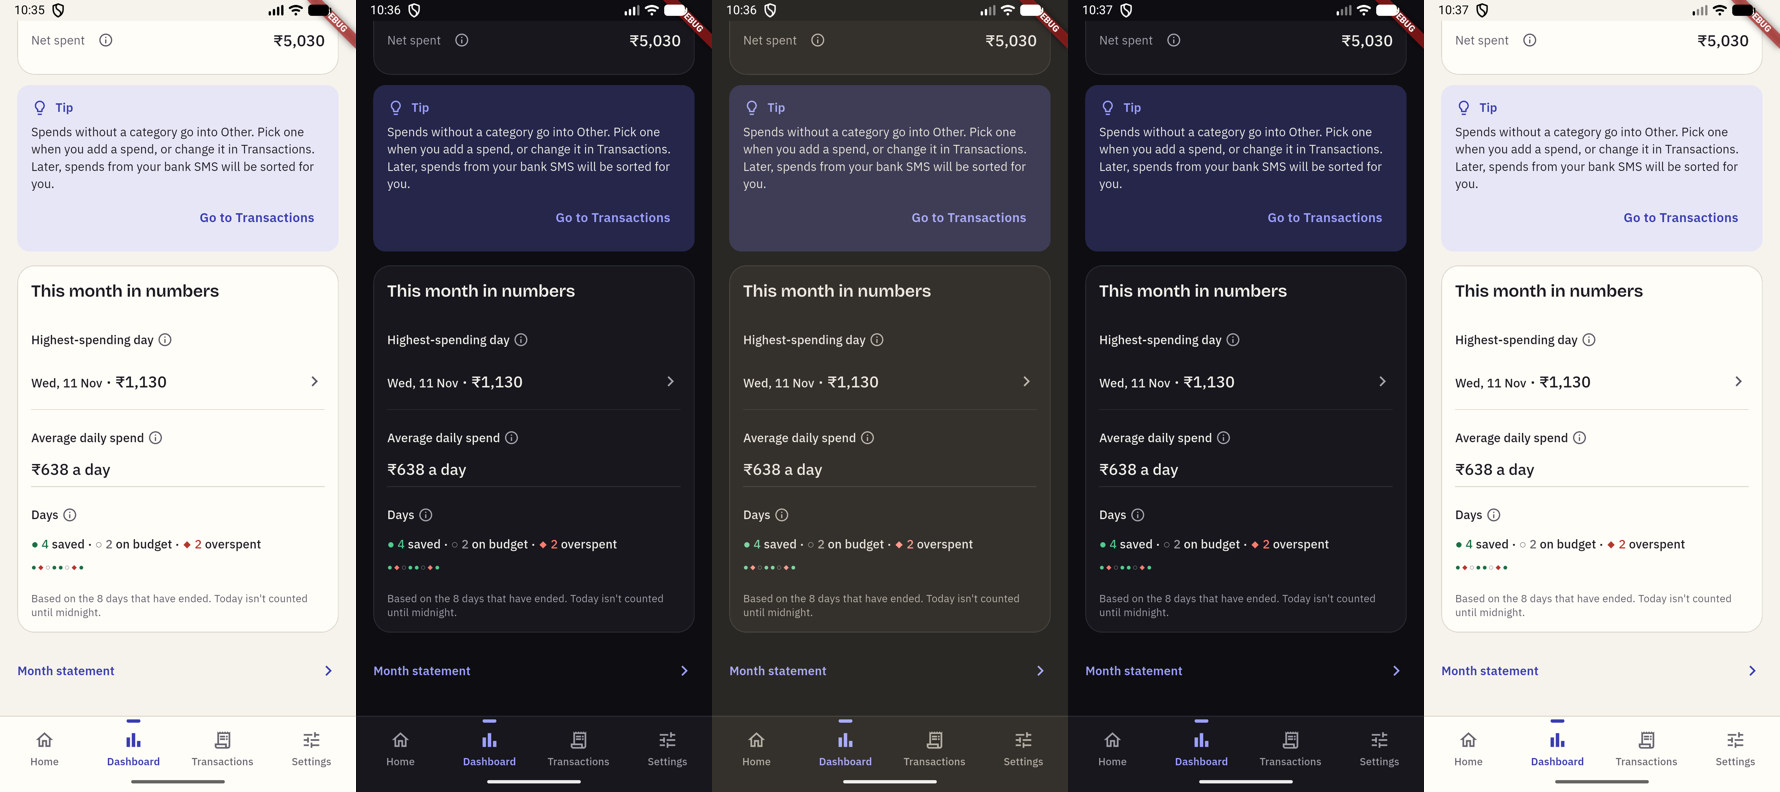 10:35
EBUG
Net spent ₹5,030
Tip
Spends without a category go into Other. Pick one
when you add a spend, or change it in Transactions.
Later, spends from your bank SMS will be sorted for
you.
Go to Transactions
This month in numbers
Highest-spending day
Wed, 11 Nov · ₹1,130
Average daily spend
₹638 a day
Days
4 saved · 2 on budget · 2 overspent
Based on the 8 days that have ended. Today isn't counted
until midnight.
Month statement
Home Dashboard Transactions Settings
10:36
EBUG
Net spent ₹5,030
Tip
Spends without a category go into Other. Pick one
when you add a spend, or change it in Transactions.
Later, spends from your bank SMS will be sorted for
you.
Go to Transactions
This month in numbers
Highest-spending day
Wed, 11 Nov · ₹1,130
Average daily spend
₹638 a day
Days
4 saved · 2 on budget · 2 overspent
Based on the 8 days that have ended. Today isn't counted
until midnight.
Month statement
Home Dashboard Transactions Settings
10:36
EBUG
Net spent ₹5,030
Tip
Spends without a category go into Other. Pick one
when you add a spend, or change it in Transactions.
Later, spends from your bank SMS will be sorted for
you.
Go to Transactions
This month in numbers
Highest-spending day
Wed, 11 Nov · ₹1,130
Average daily spend
₹638 a day
Days
4 saved · 2 on budget · 2 overspent
Based on the 8 days that have ended. Today isn't counted
until midnight.
Month statement
Home Dashboard Transactions Settings
10:37
EBUG
Net spent ₹5,030
Tip
Spends without a category go into Other. Pick one
when you add a spend, or change it in Transactions.
Later, spends from your bank SMS will be sorted for
you.
Go to Transactions
This month in numbers
Highest-spending day
Wed, 11 Nov · ₹1,130
Average daily spend
₹638 a day
Days
4 saved · 2 on budget · 2 overspent
Based on the 8 days that have ended. Today isn't counted
until midnight.
Month statement
Home Dashboard Transactions Settings
10:37
EBUG
Net spent ₹5,030
Tip
Spends without a category go into Other. Pick one
when you add a spend, or change it in Transactions.
Later, spends from your bank SMS will be sorted for
you.
Go to Transactions
This month in numbers
Highest-spending day
Wed, 11 Nov · ₹1,130
Average daily spend
₹638 a day
Days
4 saved · 2 on budget · 2 overspent
Based on the 8 days that have ended. Today isn't counted
until midnight.
Month statement
Home Dashboard Transactions Settings